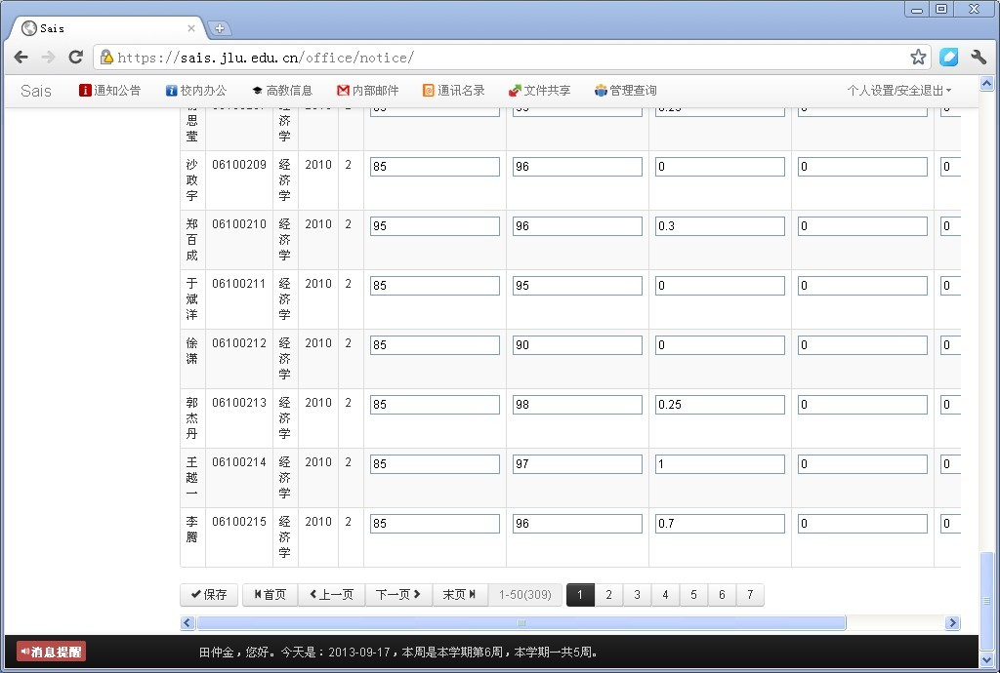 Sais
https://sais.jlu.edu.cn/office/notice/
Sais 通知公告 校内办公 高教信息 内部邮件 通讯名录 文件共享 管理查询 个人设置/安全退出
思莹 经济学
沙政宇 06100209 经济学 2010 2 85 96 0 0 0
郑百成 06100210 经济学 2010 2 95 96 0.3 0 0
于斌洋 06100211 经济学 2010 2 85 95 0 0 0
徐潇 06100212 经济学 2010 2 85 90 0 0 0
郭杰丹 06100213 经济学 2010 2 85 98 0.25 0 0
王越一 06100214 经济学 2010 2 85 97 1 0 0
李腾 06100215 经济学 2010 2 85 96 0.7 0 0
保存 首页 上一页 下一页 末页 1-50(309) 1 2 3 4 5 6 7
消息提醒 田仲金，您好。今天是：2013-09-17，本周是本学期第6周，本学期一共5周。